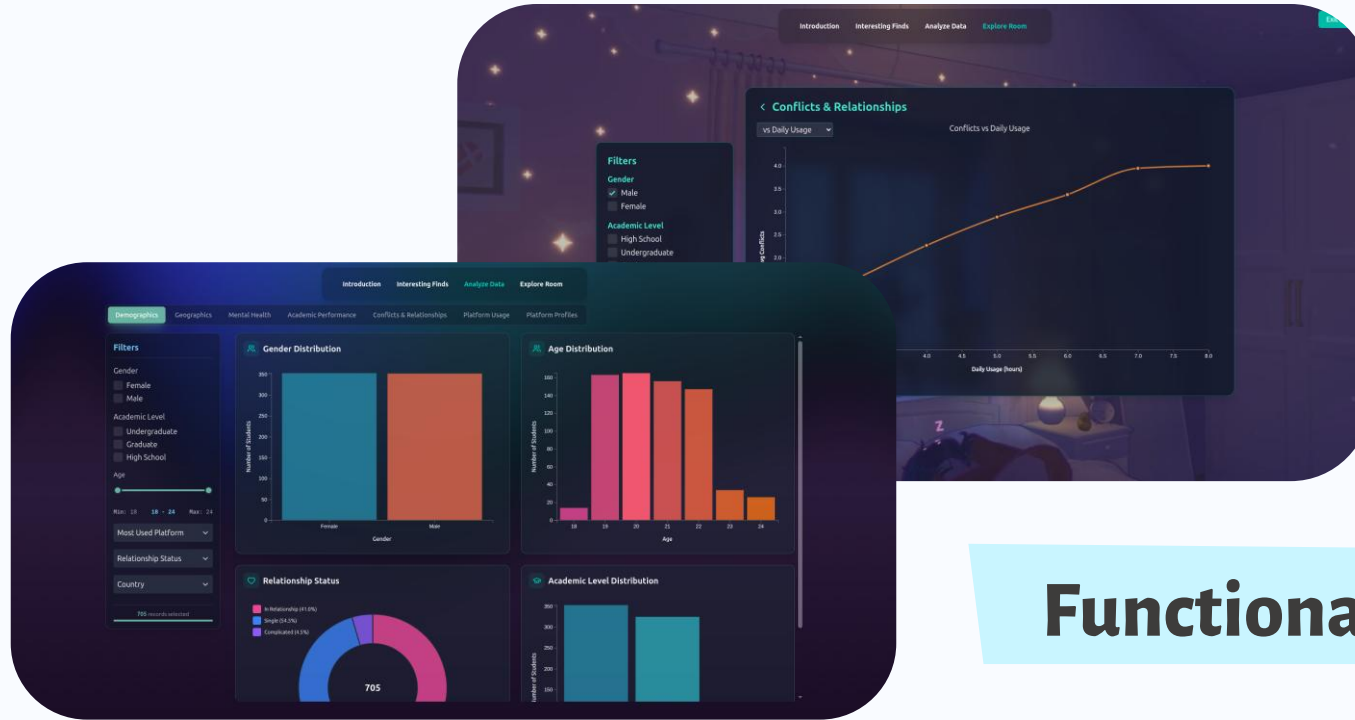 Introduction Interesting Finds Analyze Data Explore Room
< Conflicts & Relationships
vs Daily Usage
Conflicts vs Daily Usage
Filters
Gender
Male
Female
Academic Level
High School
Undergraduate
4.0
3.5
3.0
2.5
2.0
Conflicts
4.0 4.5 5.0 5.5 6.0 6.5 7.0 7.5 8.0
Daily Usage (hours)
Z
Introduction Interesting Finds Analyze Data Explore Room
Demographics Geographics Mental Health Academic Performance Conflicts & Relationships Platform Usage Platform Profiles
Filters
Gender
Female
Male
Academic Level
Undergraduate
Graduate
High School
Age
Min: 18 18 - 24 Max: 24
Most Used Platform
Relationship Status
Country
705 records selected
Gender Distribution
Number of Students
350
300
250
200
150
100
50
0
Female Male
Gender
Age Distribution
Number of Students
160
140
120
100
80
60
40
20
0
18 19 20 21 22 23 24
Age
Relationship Status
In Relationship (41.0%)
Single (54.5%)
Complicated (4.5%)
705
Academic Level Distribution
Number of Students
350
300
250
200
150
Functiona